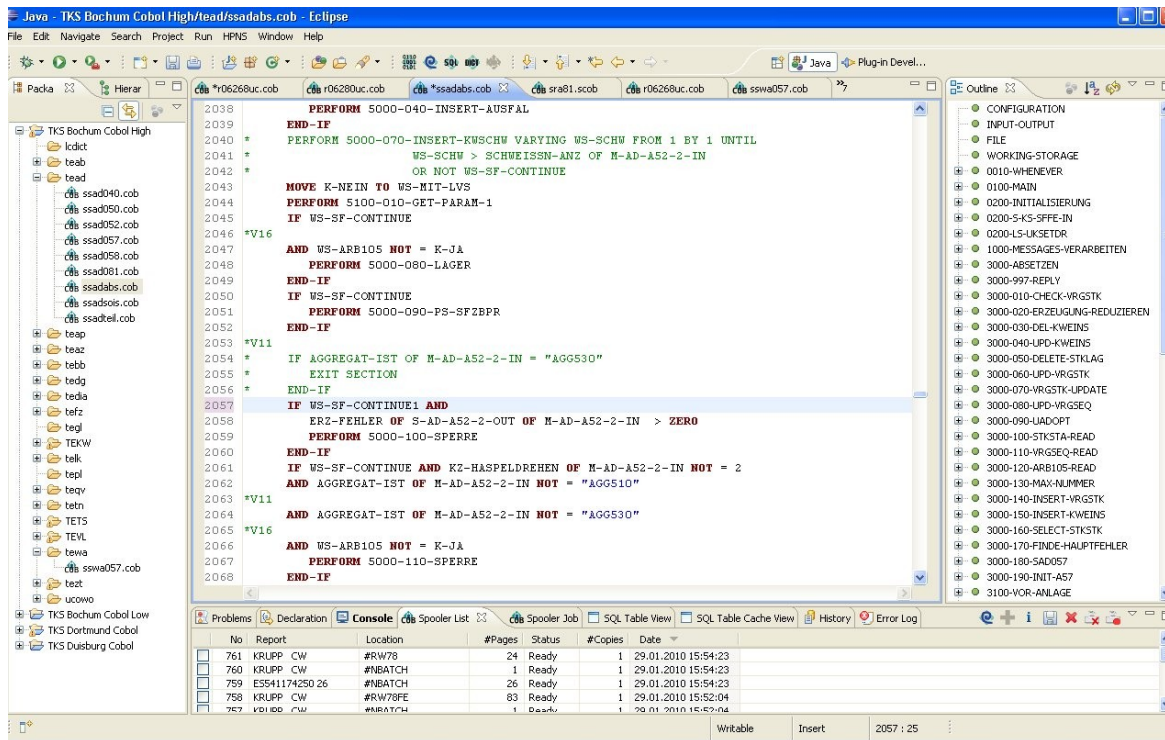 Java - TKS Bochum Cobol High/tead/ssadabs.cob - Eclipse
File Edit Navigate Search Project Run HPNS Window Help
Java Plug-in Devel...
Packa Hierar
*r06268uc.cob r06280uc.cob *ssadabs.cob sra81.scob r06268uc.cob sswa057.cob »7
Outline
TKS Bochum Cobol High
lcdict
teab
tead
ssad040.cob
ssad050.cob
ssad052.cob
ssad057.cob
ssad058.cob
ssad081.cob
ssadabs.cob
ssadsois.cob
ssadteil.cob
teap
teaz
tebb
tedg
tedia
tefz
tegl
TEKW
telk
tepl
teqv
tetn
TETS
TEVL
tewa
sswa057.cob
tezt
ucowo
TKS Bochum Cobol Low
TKS Dortmund Cobol
TKS Duisburg Cobol
2038 PERFORM 5000-040-INSERT-AUSFAL
2039 END-IF
2040 * PERFORM 5000-070-INSERT-KWSCHW VARYING WS-SCHW FROM 1 BY 1 UNTIL
2041 * WS-SCHW > SCHWEISSN-ANZ OF M-AD-A52-2-IN
2042 * OR NOT WS-SF-CONTINUE
2043 MOVE K-NEIN TO WS-MIT-LVS
2044 PERFORM 5100-010-GET-PARAM-1
2045 IF WS-SF-CONTINUE
2046 *V16
2047 AND WS-ARB105 NOT = K-JA
2048 PERFORM 5000-080-LAGER
2049 END-IF
2050 IF WS-SF-CONTINUE
2051 PERFORM 5000-090-PS-SFZBPR
2052 END-IF
2053 *V11
2054 * IF AGGREGAT-IST OF M-AD-A52-2-IN = "AGG530"
2055 * EXIT SECTION
2056 * END-IF
2057 IF WS-SF-CONTINUE1 AND
2058 ERZ-FEHLER OF S-AD-A52-2-OUT OF M-AD-A52-2-IN > ZERO
2059 PERFORM 5000-100-SPERRE
2060 END-IF
2061 IF WS-SF-CONTINUE AND KZ-HASPELDREHEN OF M-AD-A52-2-IN NOT = 2
2062 AND AGGREGAT-IST OF M-AD-A52-2-IN NOT = "AGG510"
2063 *V11
2064 AND AGGREGAT-IST OF M-AD-A52-2-IN NOT = "AGG530"
2065 *V16
2066 AND WS-ARB105 NOT = K-JA
2067 PERFORM 5000-110-SPERRE
2068 END-IF
CONFIGURATION
INPUT-OUTPUT
FILE
WORKING-STORAGE
0010-WHENEVER
0100-MAIN
0200-INITIALISIERUNG
0200-S-KS-SFFE-IN
0200-LS-UKSETDR
1000-MESSAGES-VERARBEITEN
3000-ABSETZEN
3000-997-REPLY
3000-010-CHECK-VRGSTK
3000-020-ERZEUGUNG-REDUZIEREN
3000-030-DEL-KWEINS
3000-040-UPD-KWEINS
3000-050-DELETE-STKLAG
3000-060-UPD-VRGSTK
3000-070-VRGSTK-UPDATE
3000-080-UPD-VRGSEQ
3000-090-UADOPT
3000-100-STKSTA-READ
3000-110-VRGSEQ-READ
3000-120-ARB105-READ
3000-130-MAX-NUMMER
3000-140-INSERT-VRGSTK
3000-150-INSERT-KWEINS
3000-160-SELECT-STKSTK
3000-170-FINDE-HAUPTFEHLER
3000-180-SAD057
3000-190-INIT-A57
3100-VOR-ANLAGE
Problems Declaration Console Spooler List Spooler Job SQL Table View SQL Table Cache View History Error Log
No Report Location #Pages Status #Copies Date
761 KRUPP CW #RW78 24 Ready 1 29.01.2010 15:54:23
760 KRUPP CW #NBATCH 1 Ready 1 29.01.2010 15:54:23
759 ES541174250 26 #NBATCH 26 Ready 1 29.01.2010 15:54:23
758 KRUPP CW #RW78FE 83 Ready 1 29.01.2010 15:52:04
757 KRUPP CW #NBATCH 1 Ready 1 29.01.2010 15:52:04
Writable Insert 2057 : 25